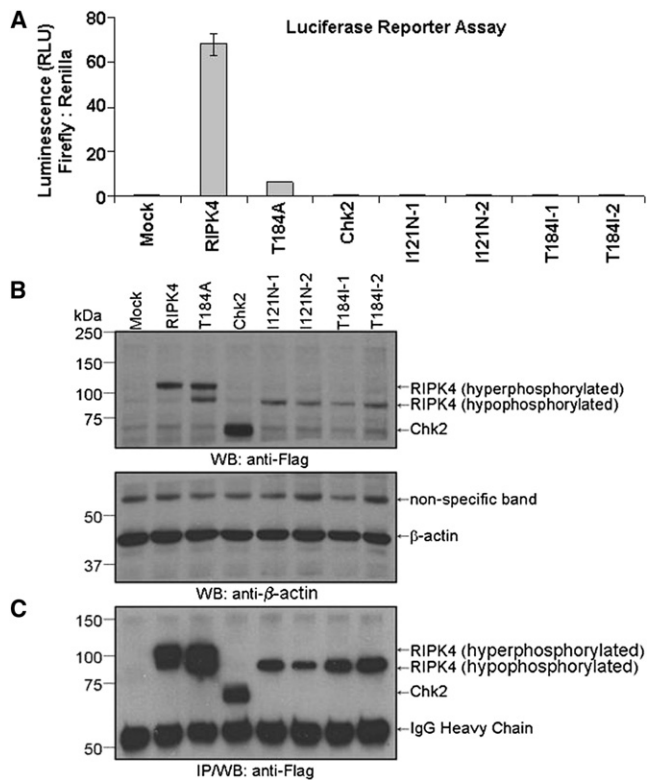 A
Luciferase Reporter Assay
Luminescence (RLU)
Firefly : Renilla
80
60
40
20
0
Mock
RIPK4
T184A
Chk2
I121N-1
I121N-2
T184I-1
T184I-2
B
kDa
Mock
RIPK4
T184A
Chk2
I121N-1
I121N-2
T184I-1
T184I-2
250
150
100
75
RIPK4 (hyperphosphorylated)
RIPK4 (hypophosphorylated)
Chk2
WB: anti-Flag
50
37
non-specific band
β-actin
WB: anti-β-actin
C
150
100
75
50
RIPK4 (hyperphosphorylated)
RIPK4 (hypophosphorylated)
Chk2
IgG Heavy Chain
IP/WB: anti-Flag